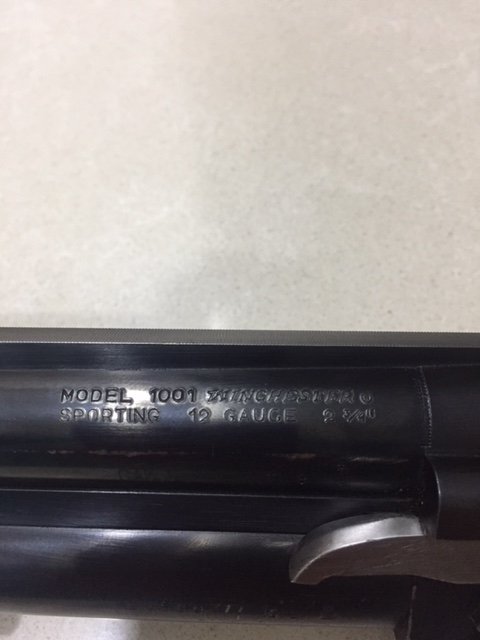 MODEL 1001 WINCHESTER ®
SPORTING 12 GAUGE 2 3/4"